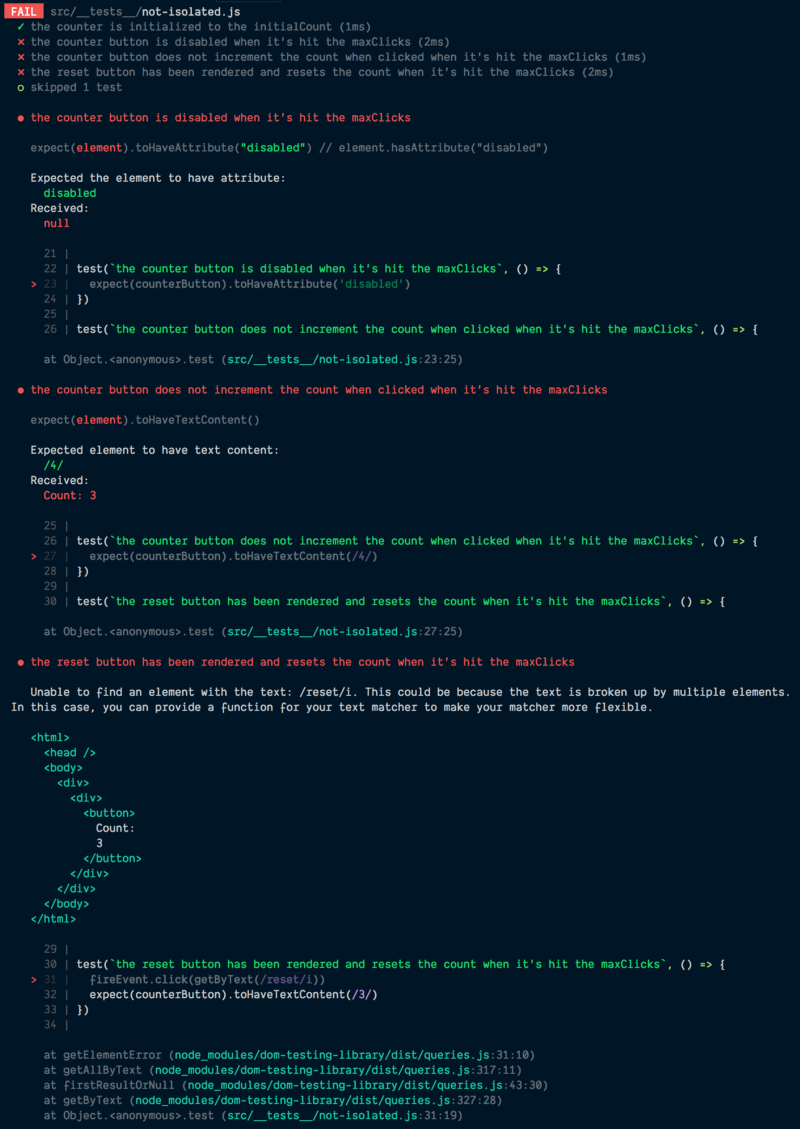 FAIL src/__tests__/not-isolated.js
✓ the counter is initialized to the initialCount (1ms)
✕ the counter button is disabled when it's hit the maxClicks (2ms)
✕ the counter button does not increment the count when clicked when it's hit the maxClicks (1ms)
✕ the reset button has been rendered and resets the count when it's hit the maxClicks (2ms)
○ skipped 1 test
● the counter button is disabled when it's hit the maxClicks
expect(element).toHaveAttribute("disabled") // element.hasAttribute("disabled")
Expected the element to have attribute:
disabled
Received:
null
21 |
22 | test(`the counter button is disabled when it's hit the maxClicks`, () => {
> 23 | expect(counterButton).toHaveAttribute('disabled')
24 | })
25 |
26 | test(`the counter button does not increment the count when clicked when it's hit the maxClicks`, () => {
at Object.<anonymous>.test (src/__tests__/not-isolated.js:23:25)
● the counter button does not increment the count when clicked when it's hit the maxClicks
expect(element).toHaveTextContent()
Expected element to have text content:
/4/
Received:
Count: 3
25 |
26 | test(`the counter button does not increment the count when clicked when it's hit the maxClicks`, () => {
> 27 | expect(counterButton).toHaveTextContent(/4/)
28 | })
29 |
30 | test(`the reset button has been rendered and resets the count when it's hit the maxClicks`, () => {
at Object.<anonymous>.test (src/__tests__/not-isolated.js:27:25)
● the reset button has been rendered and resets the count when it's hit the maxClicks
Unable to find an element with the text: /reset/i. This could be because the text is broken up by multiple elements.
In this case, you can provide a function for your text matcher to make your matcher more flexible.
<html>
<head />
<body>
<div>
<div>
<button>
Count:
3
</button>
</div>
</div>
</body>
</html>
29 |
30 | test(`the reset button has been rendered and resets the count when it's hit the maxClicks`, () => {
> 31 | fireEvent.click(getByText(/reset/i))
32 | expect(counterButton).toHaveTextContent(/3/)
33 | })
34 |
at getElementError (node_modules/dom-testing-library/dist/queries.js:31:10)
at getAllByText (node_modules/dom-testing-library/dist/queries.js:317:11)
at firstResultOrNull (node_modules/dom-testing-library/dist/queries.js:43:30)
at getByText (node_modules/dom-testing-library/dist/queries.js:327:28)
at Object.<anonymous>.test (src/__tests__/not-isolated.js:31:19)